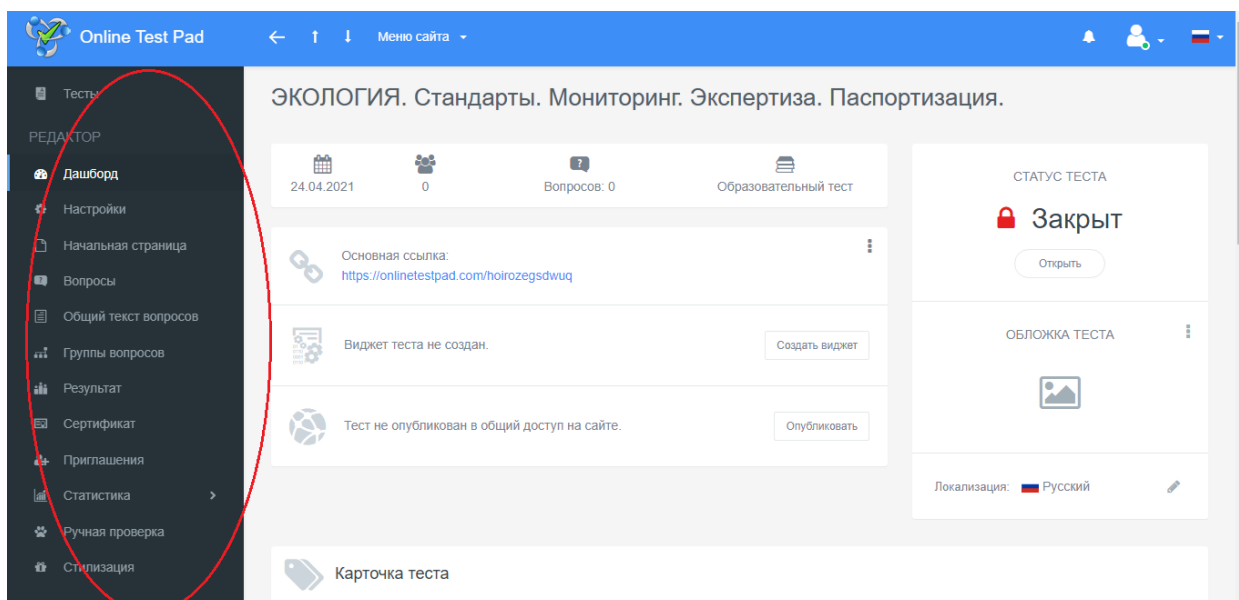 Online Test Pad
Меню сайта
Тесты
РЕДАКТОР
Дашборд
Настройки
Начальная страница
Вопросы
Общий текст вопросов
Группы вопросов
Результат
Сертификат
Приглашения
Статистика
Ручная проверка
Стилизация
ЭКОЛОГИЯ. Стандарты. Мониторинг. Экспертиза. Паспортизация.
24.04.2021
0
Вопросов: 0
Образовательный тест
Основная ссылка:
https://onlinetestpad.com/hoirozegsdwuq
Виджет теста не создан.
Создать виджет
Тест не опубликован в общий доступ на сайте.
Опубликовать
Карточка теста
СТАТУС ТЕСТА
Закрыт
Открыть
ОБЛОЖКА ТЕСТА
Локализация: Русский